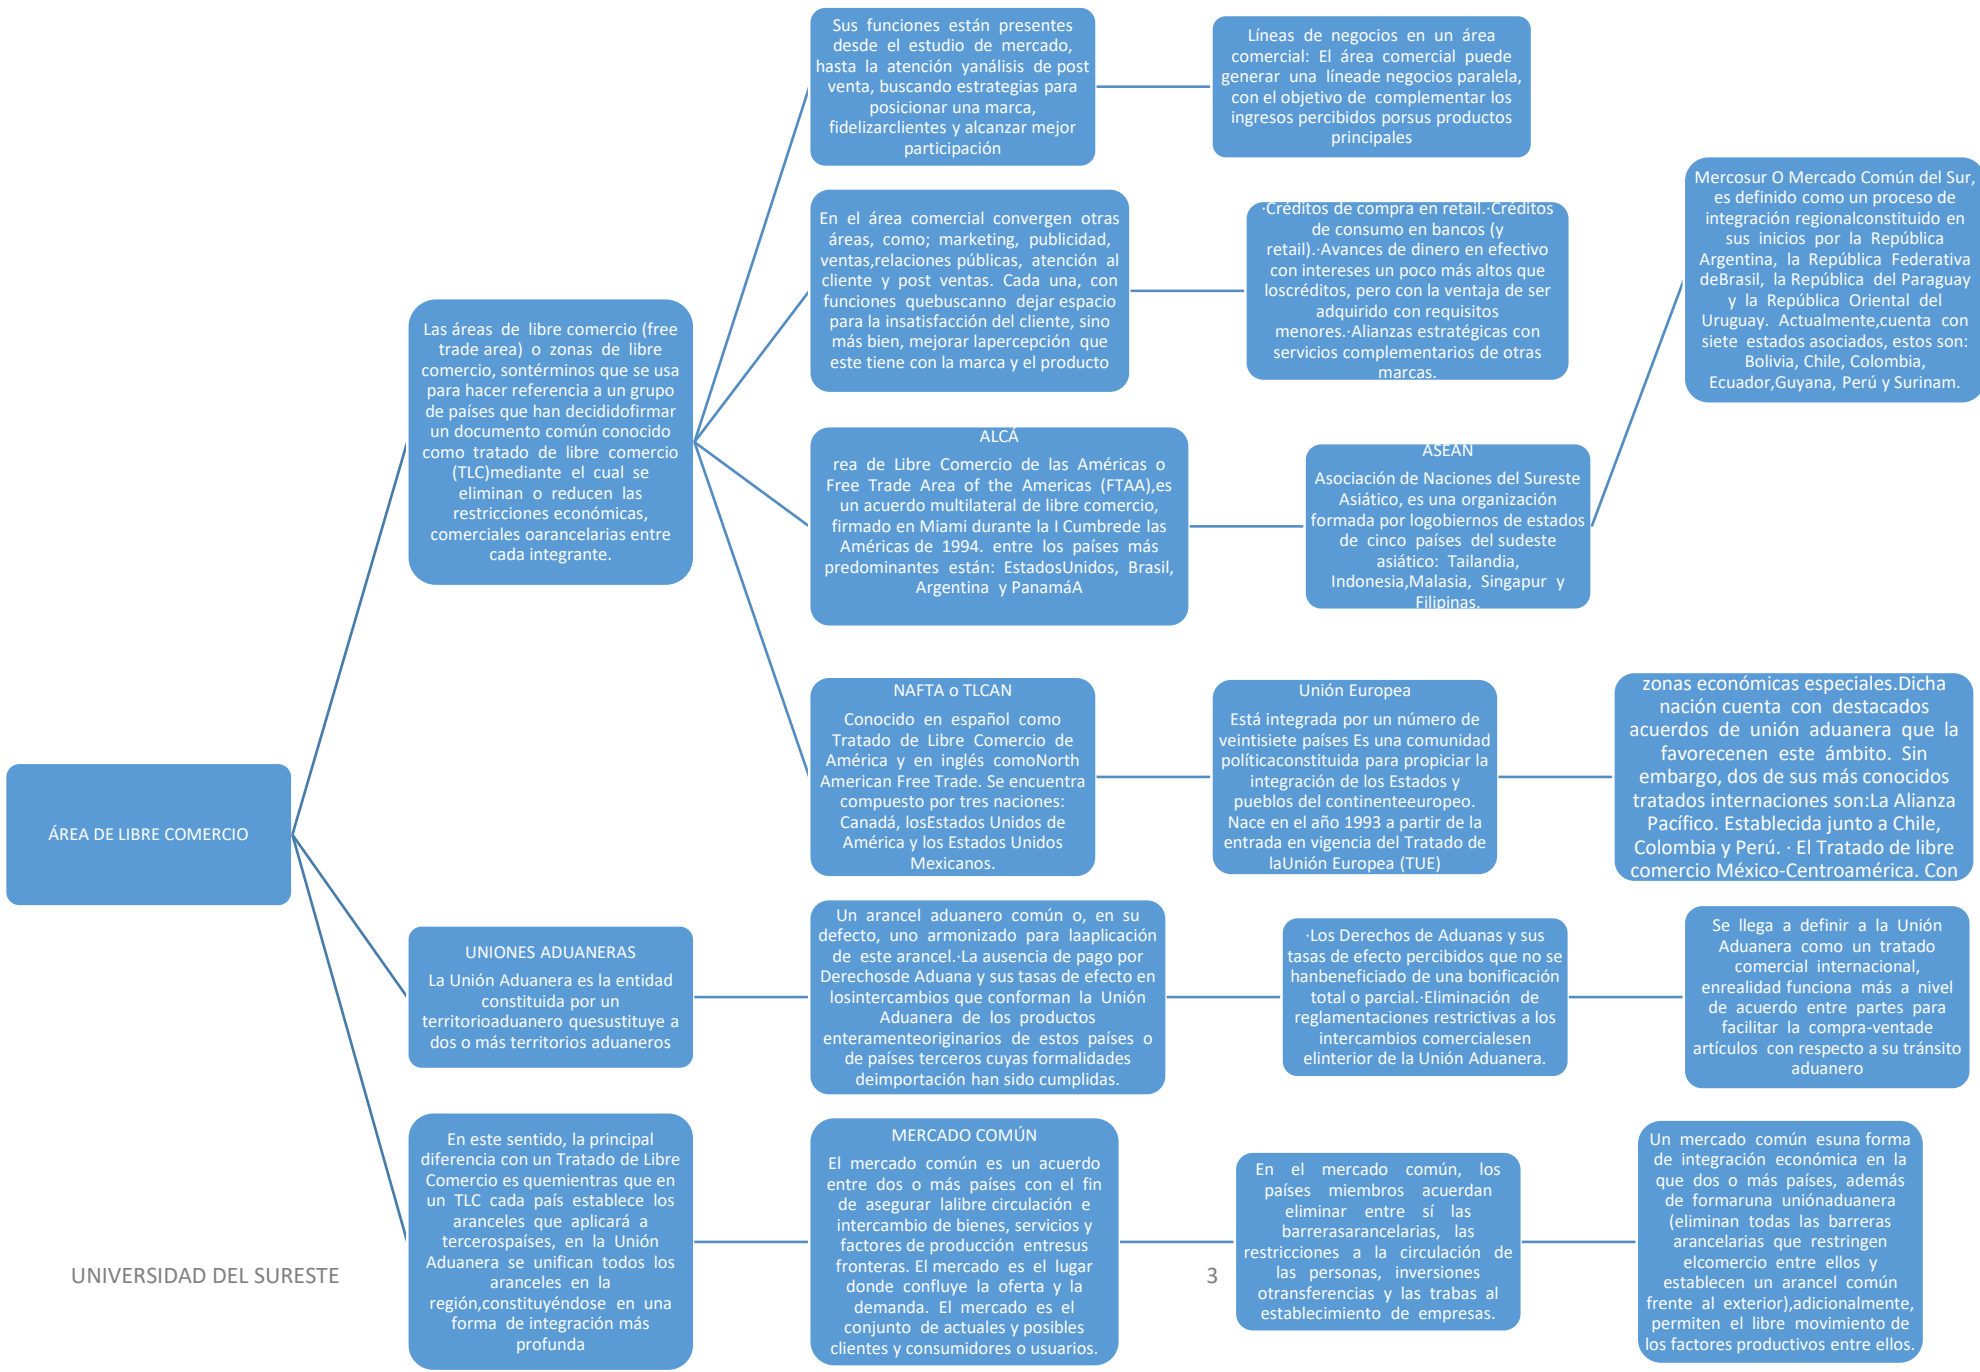 Sus funciones están presentes
desde el estudio de mercado,
hasta la atención yanálisis de post
venta, buscando estrategias para
posicionar una marca,
fidelizarclientes y alcanzar mejor
participación
Líneas de negocios en un área
comercial: El área comercial puede
generar una líneade negocios paralela,
con el objetivo de complementar los
ingresos percibidos porsus productos
principales
Mercosur O Mercado Común del Sur,
es definido como un proceso de
integración regionalconstituido en
sus inicios por la República
Argentina, la República Federativa
deBrasil, la República del Paraguay
y la República Oriental del
Uruguay. Actualmente,cuenta con
siete estados asociados, estos son:
Bolivia, Chile, Colombia,
Ecuador,Guyana, Perú y Surinam.
En el área comercial convergen otras
áreas, como; marketing, publicidad,
ventas,relaciones públicas, atención al
cliente y post ventas. Cada una, con
funciones quebuscanno dejar espacio
para la insatisfacción del cliente, sino
más bien, mejorar lapercepción que
este tiene con la marca y el producto
·Créditos de compra en retail.·Créditos
de consumo en bancos (y
retail).·Avances de dinero en efectivo
con intereses un poco más altos que
loscréditos, pero con la ventaja de ser
adquirido con requisitos
menores.·Alianzas estratégicas con
servicios complementarios de otras
marcas.
Las áreas de libre comercio (free
trade area) o zonas de libre
comercio, sontérminos que se usa
para hacer referencia a un grupo
de países que han decididofirmar
un documento común conocido
como tratado de libre comercio
(TLC)mediante el cual se
eliminan o reducen las
restricciones económicas,
comerciales oarancelarias entre
cada integrante.
ALCÁ
rea de Libre Comercio de las Américas o
Free Trade Area of the Americas (FTAA),es
un acuerdo multilateral de libre comercio,
firmado en Miami durante la I Cumbrede las
Américas de 1994. entre los países más
predominantes están: EstadosUnidos, Brasil,
Argentina y PanamáA
ASEAN
Asociación de Naciones del Sureste
Asiático, es una organización
formada por logobiernos de estados
de cinco países del sudeste
asiático: Tailandia,
Indonesia,Malasia, Singapur y
Filipinas.
NAFTA o TLCAN
Conocido en español como
Tratado de Libre Comercio de
América y en inglés comoNorth
American Free Trade. Se encuentra
compuesto por tres naciones:
Canadá, losEstados Unidos de
América y los Estados Unidos
Mexicanos.
Unión Europea
Está integrada por un número de
veintisiete países Es una comunidad
políticaconstituida para propiciar la
integración de los Estados y
pueblos del continenteeuropeo.
Nace en el año 1993 a partir de la
entrada en vigencia del Tratado de
laUnión Europea (TUE)
zonas económicas especiales.Dicha
nación cuenta con destacados
acuerdos de unión aduanera que la
favorecenen este ámbito. Sin
embargo, dos de sus más conocidos
tratados internaciones son:La Alianza
Pacífico. Establecida junto a Chile,
Colombia y Perú. · El Tratado de libre
comercio México-Centroamérica. Con
ÁREA DE LIBRE COMERCIO
UNIONES ADUANERAS
La Unión Aduanera es la entidad
constituida por un
territorioaduanero quesustituye a
dos o más territorios aduaneros
Un arancel aduanero común o, en su
defecto, uno armonizado para laaplicación
de este arancel.·La ausencia de pago por
Derechosde Aduana y sus tasas de efecto en
losintercambios que conforman la Unión
Aduanera de los productos
enteramenteoriginarios de estos países o
de países terceros cuyas formalidades
deimportación han sido cumplidas.
·Los Derechos de Aduanas y sus
tasas de efecto percibidos que no se
hanbeneficiado de una bonificación
total o parcial.·Eliminación de
reglamentaciones restrictivas a los
intercambios comercialesen
elinterior de la Unión Aduanera.
Se llega a definir a la Unión
Aduanera como un tratado
comercial internacional,
enrealidad funciona más a nivel
de acuerdo entre partes para
facilitar la compra-ventade
artículos con respecto a su tránsito
aduanero
En este sentido, la principal
diferencia con un Tratado de Libre
Comercio es quemientras que en
un TLC cada país establece los
aranceles que aplicará a
tercerospaíses, en la Unión
Aduanera se unifican todos los
aranceles en la
región,constituyéndose en una
forma de integración más
profunda
MERCADO COMÚN
El mercado común es un acuerdo
entre dos o más países con el fin
de asegurar lalibre circulación e
intercambio de bienes, servicios y
factores de producción entresus
fronteras. El mercado es el lugar
donde confluye la oferta y la
demanda. El mercado es el
conjunto de actuales y posibles
clientes y consumidores o usuarios.
En el mercado común, los
países miembros acuerdan
eliminar entre sí las
barrerasarancelarias, las
restricciones a la circulación de
las personas, inversiones
otransferencias y las trabas al
establecimiento de empresas.
Un mercado común esuna forma
de integración económica en la
que dos o más países, además
de formaruna uniónaduanera
(eliminan todas las barreras
arancelarias que restringen
elcomercio entre ellos y
establecen un arancel común
frente al exterior),adicionalmente,
permiten el libre movimiento de
los factores productivos entre ellos.
UNIVERSIDAD DEL SURESTE
3